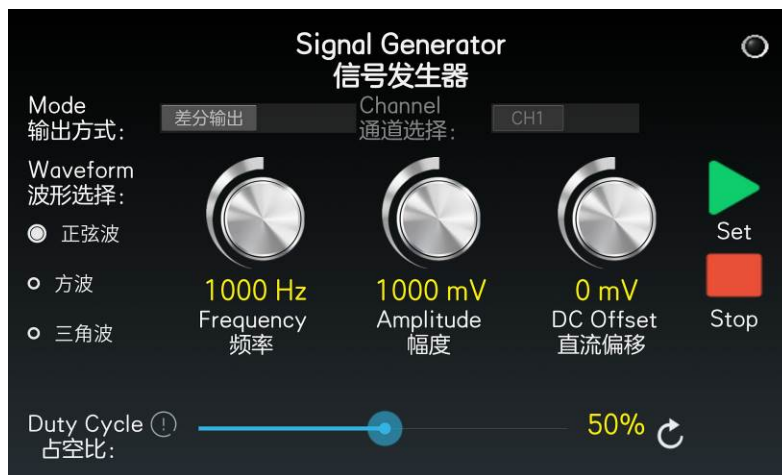 Signal Generator
信号发生器
Mode
输出方式：
差分输出
Channel
通道选择：
CH1
Waveform
波形选择：
正弦波
方波
三角波
1000 Hz
Frequency
频率
1000 mV
Amplitude
幅度
0 mV
DC Offset
直流偏移
Set
Stop
Duty Cycle
占空比：
50%